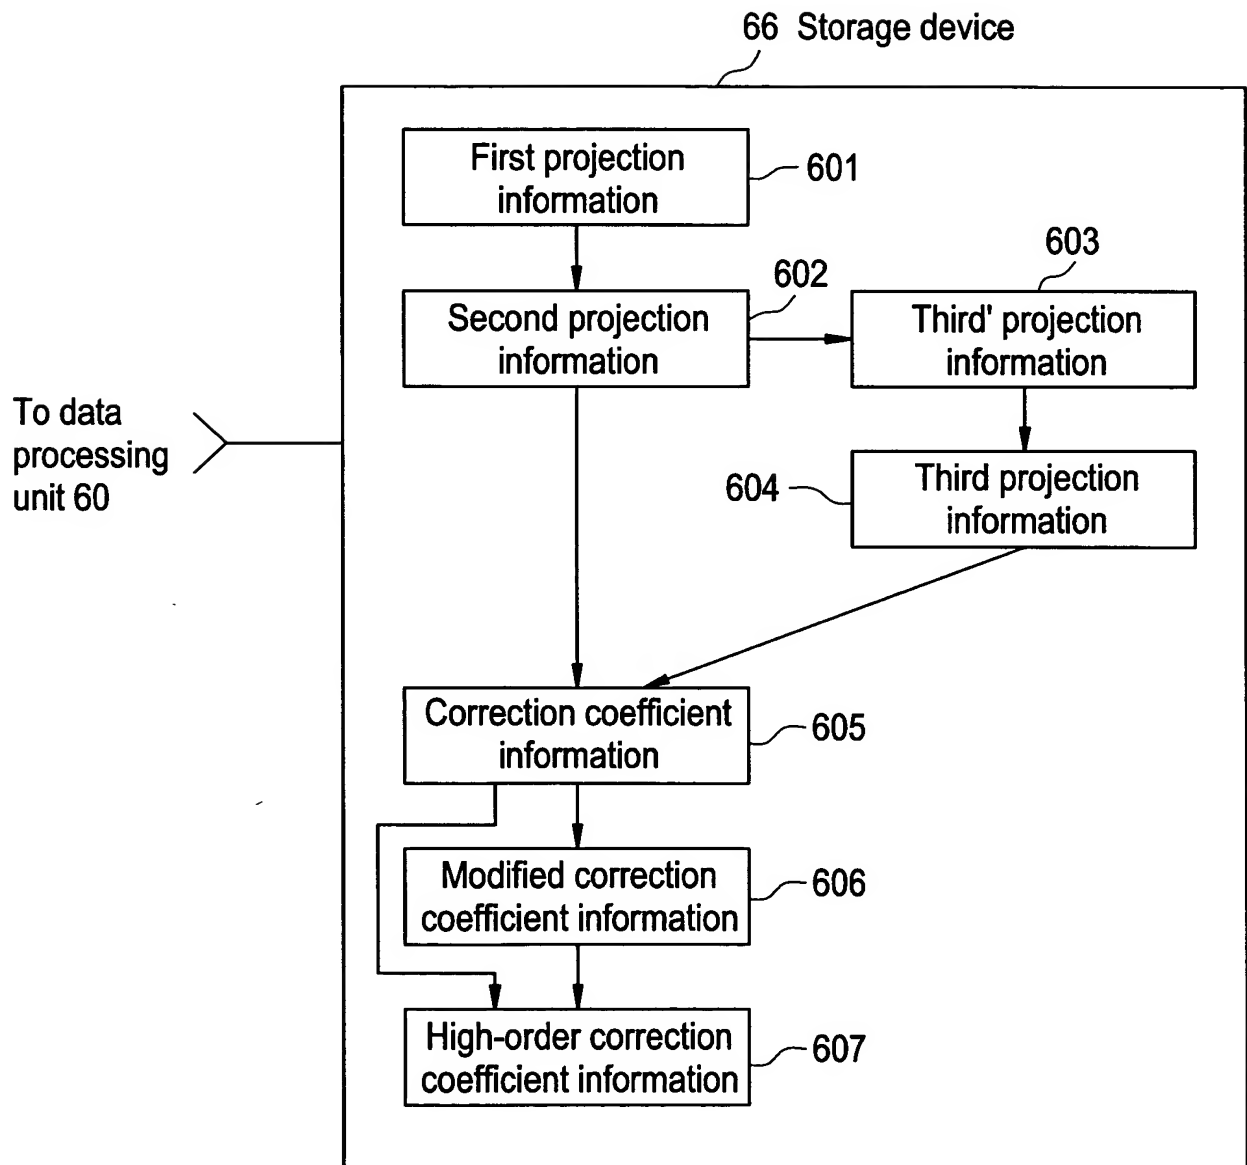 66 Storage device
First projection
information
601
602
603
Second projection
information
Third' projection
information
To data
processing
unit 60
604
Third projection
information
Correction coefficient
information
605
Modified correction
coefficient information
606
High-order correction
coefficient information
607